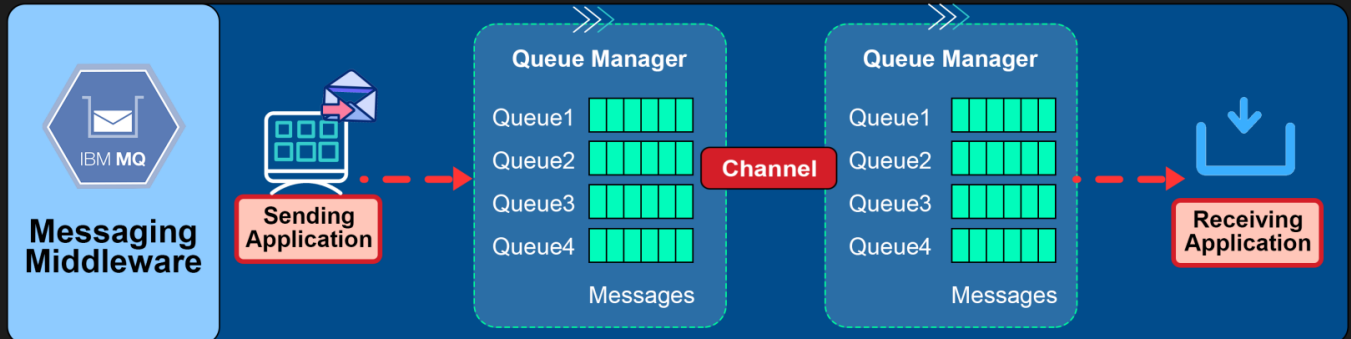 IBM MQ
Messaging
Middleware
Sending
Application
Queue Manager
Queue1
Queue2
Queue3
Queue4
Messages
Channel
Queue Manager
Queue1
Queue2
Queue3
Queue4
Messages
Receiving
Application